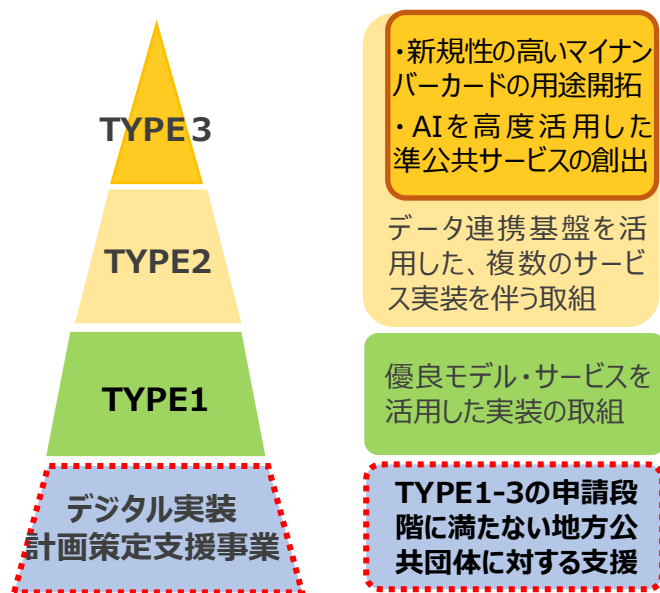 TYPE 3
TYPE2
TYPE1
デジタル実装
計画策定支援事業
・新規性の高いマイナン
バーカードの用途開拓
・AIを高度活用した
準公共サービスの創出
データ連携基盤を活
用した、複数のサービ
ス実装を伴う取組
優良モデル・サービスを
活用した実装の取組
TYPE1-3の申請段
階に満たない地方公
共団体に対する支援